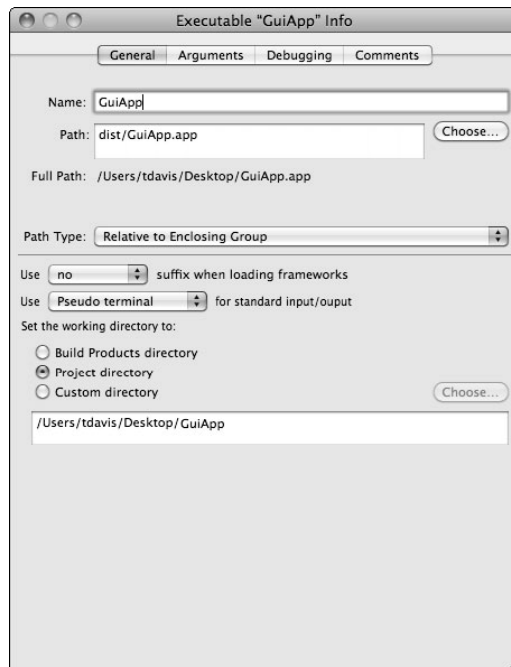 Executable “GuiApp” Info
General Arguments Debugging Comments
Name: GuiApp
Path: dist/GuiApp.app Choose...
Full Path: /Users/tdavis/Desktop/GuiApp.app
Path Type: Relative to Enclosing Group
Use no suffix when loading frameworks
Use Pseudo terminal for standard input/ouput
Set the working directory to:
Build Products directory
Project directory
Custom directory Choose...
/Users/tdavis/Desktop/GuiApp